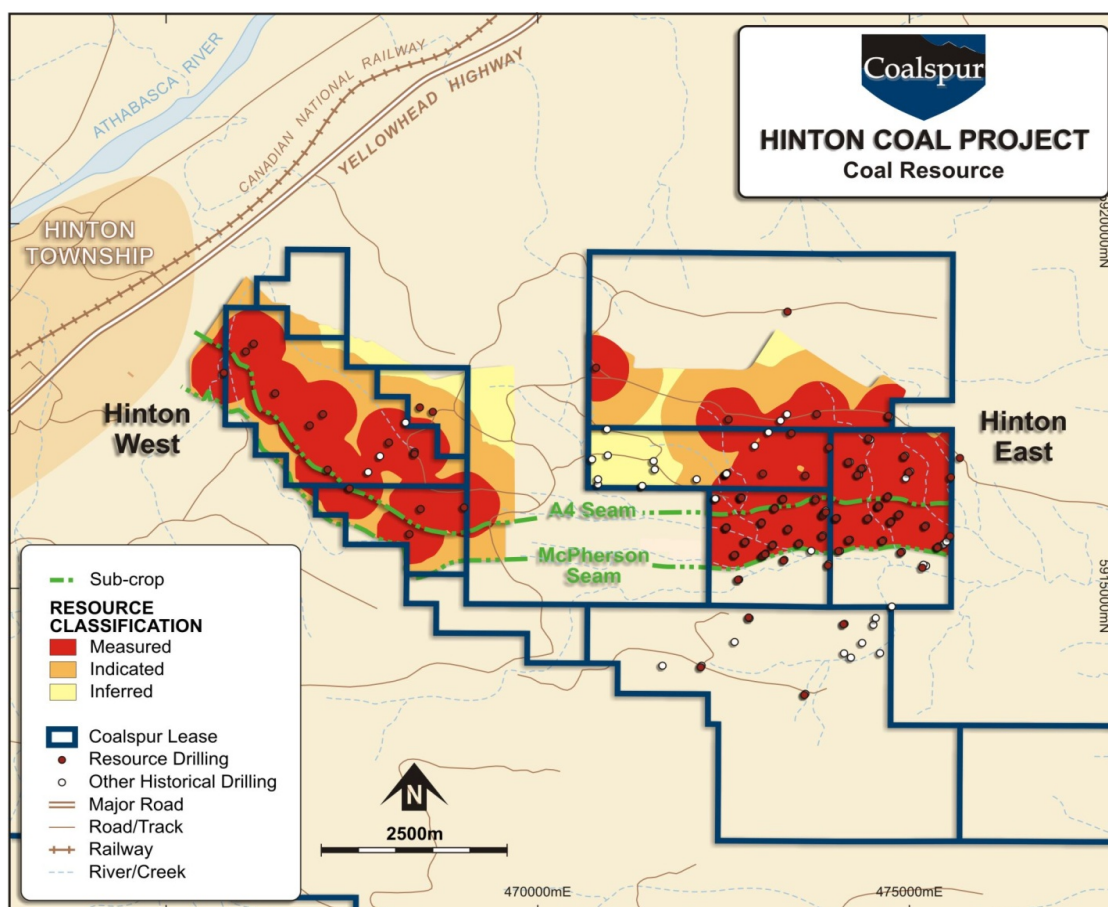 Coalspur
HINTON COAL PROJECT
Coal Resource
ATHABASCA RIVER
CANADIAN NATIONAL RAILWAY
YELLOWHEAD HIGHWAY
HINTON
TOWNSHIP
5920000mN
Hinton
West
Hinton
East
A4 Seam
McPherson
Seam
5915000mN
Sub-crop
RESOURCE
CLASSIFICATION
Measured
Indicated
Inferred
Coalspur Lease
Resource Drilling
Other Historical Drilling
Major Road
Road/Track
Railway
River/Creek
N
2500m
470000mE
475000mE